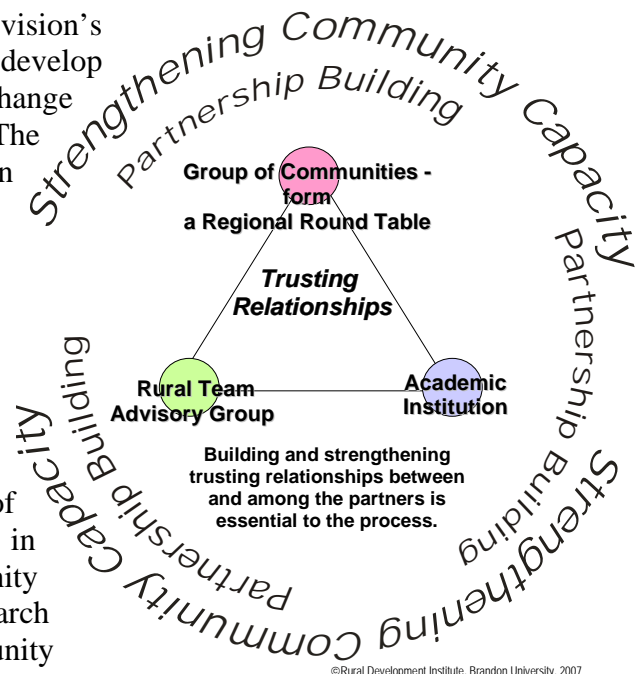 vision's
develop
hange
The
n
of
in
nity
arch
unity
Strengthening Community Capacity
Partnership Building
Group of Communities -
form
a Regional Round Table
Trusting
Relationships
Partnership Building
Rural Team
Advisory Group
Academic
Institution
Building and strengthening
trusting relationships between
and among the partners is
essential to the process.
Partnership Building
Strengthening Community Capacity
©Rural Development Institute, Brandon University, 2007